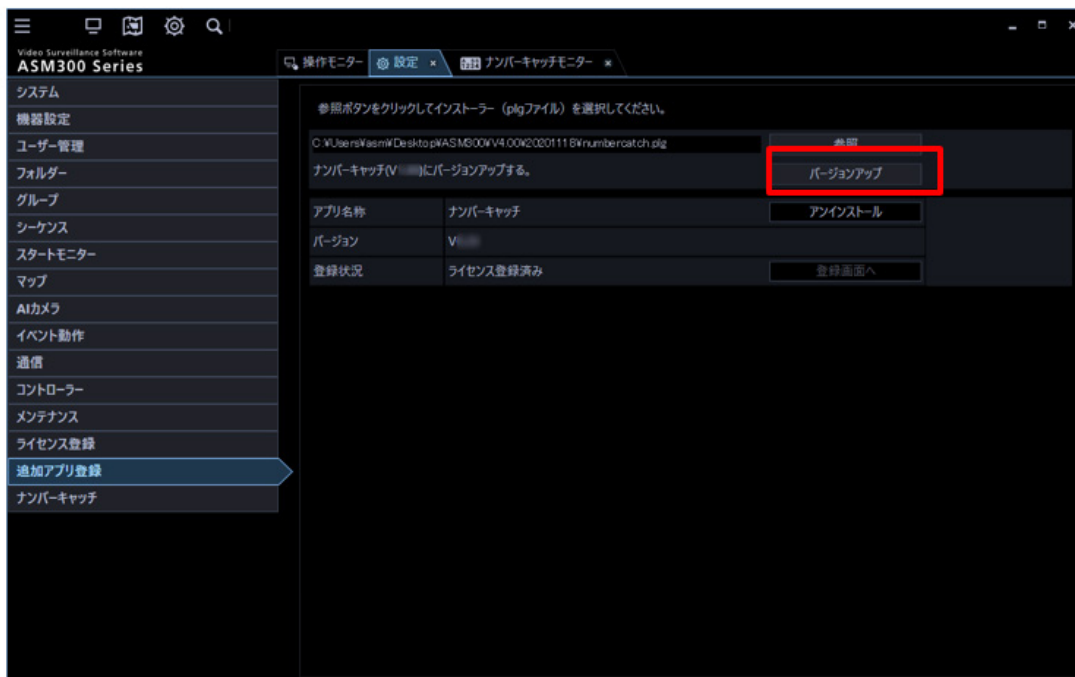 Video Surveillance Software
ASM300 Series
操作モニター
設定
ナンバーキャッチモニター
システム
機器設定
ユーザー管理
フォルダー
グループ
シーケンス
スタートモニター
マップ
AIカメラ
イベント動作
通信
コントローラー
メンテナンス
ライセンス登録
追加アプリ登録
ナンバーキャッチ
参照ボタンをクリックしてインストーラー（plgファイル）を選択してください。
C:¥Users¥asm¥Desktop¥ASM300¥V4.00¥20201116¥numbercatch.plg 参照
ナンバーキャッチ(V )にバージョンアップする。 バージョンアップ
アプリ名称 ナンバーキャッチ アンインストール
バージョン V
登録状況 ライセンス登録済み 登録画面へ